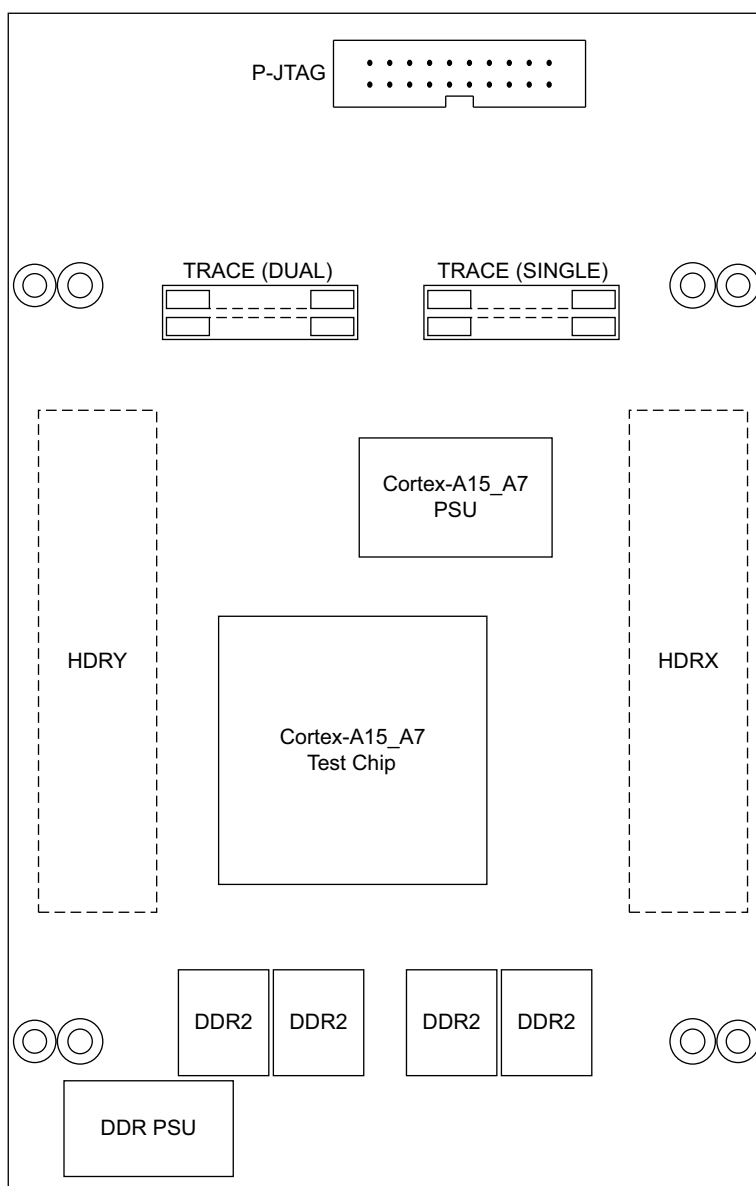 P-JTAG
TRACE (DUAL)
TRACE (SINGLE)
Cortex-A15_A7
PSU
HDRY
HDRX
Cortex-A15_A7
Test Chip
DDR2
DDR2
DDR2
DDR2
DDR PSU